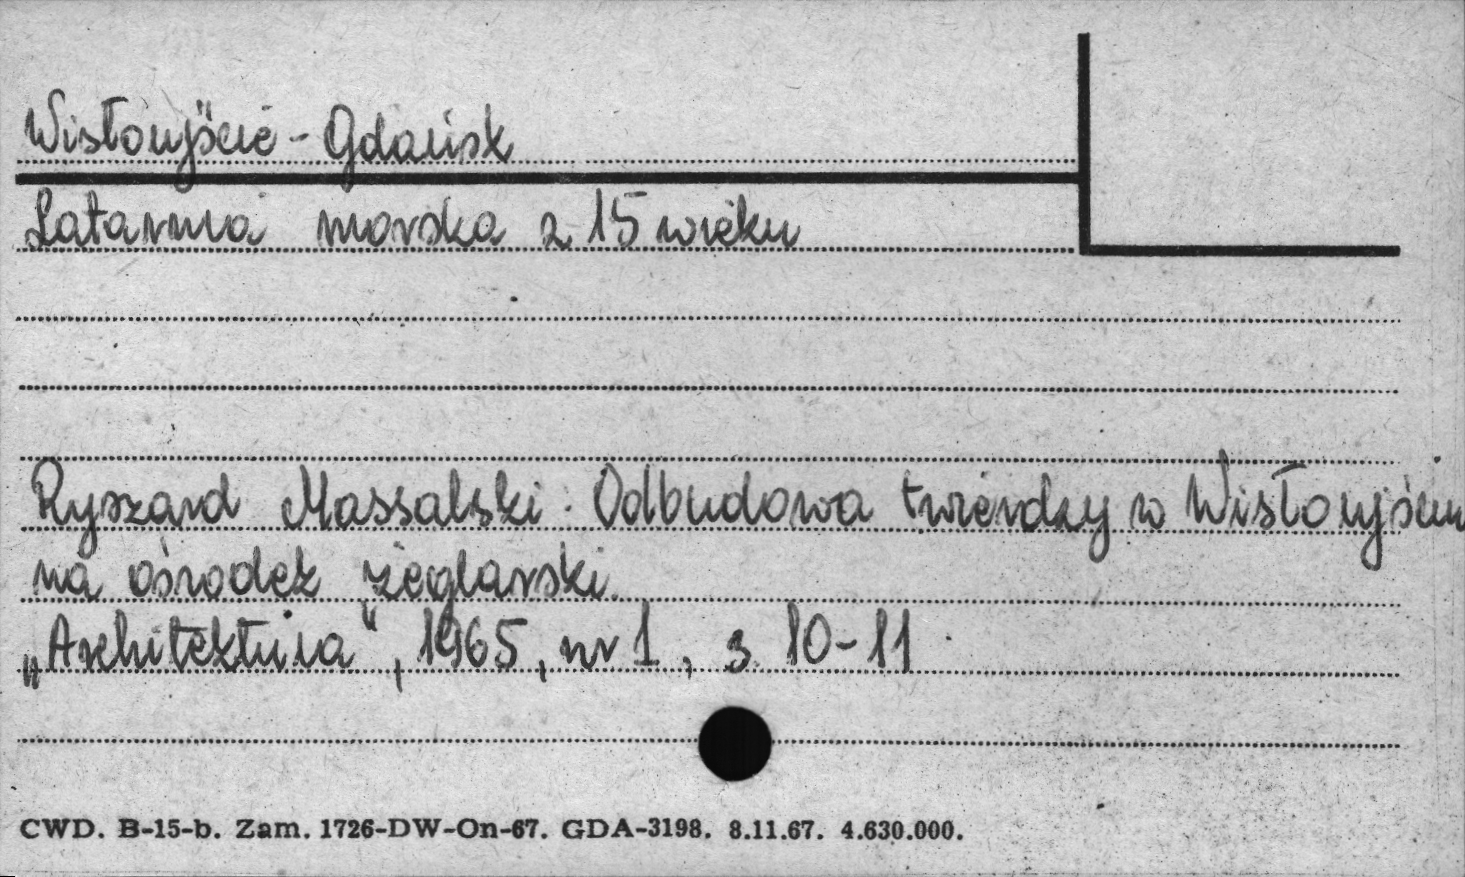 Wisłoujście - Gdańsk
Latarnia morska z 15 wieku
Ryszard Massalski: Odbudowa twierdzy w Wisłoujściu
na ośrodek żeglarski.
„Architektura“, 1965, nr 1, s. 10-11
CWD. B-15-b. Zam. 1726-DW-On-67. GDA-3198. 8.11.67. 4.630.000.